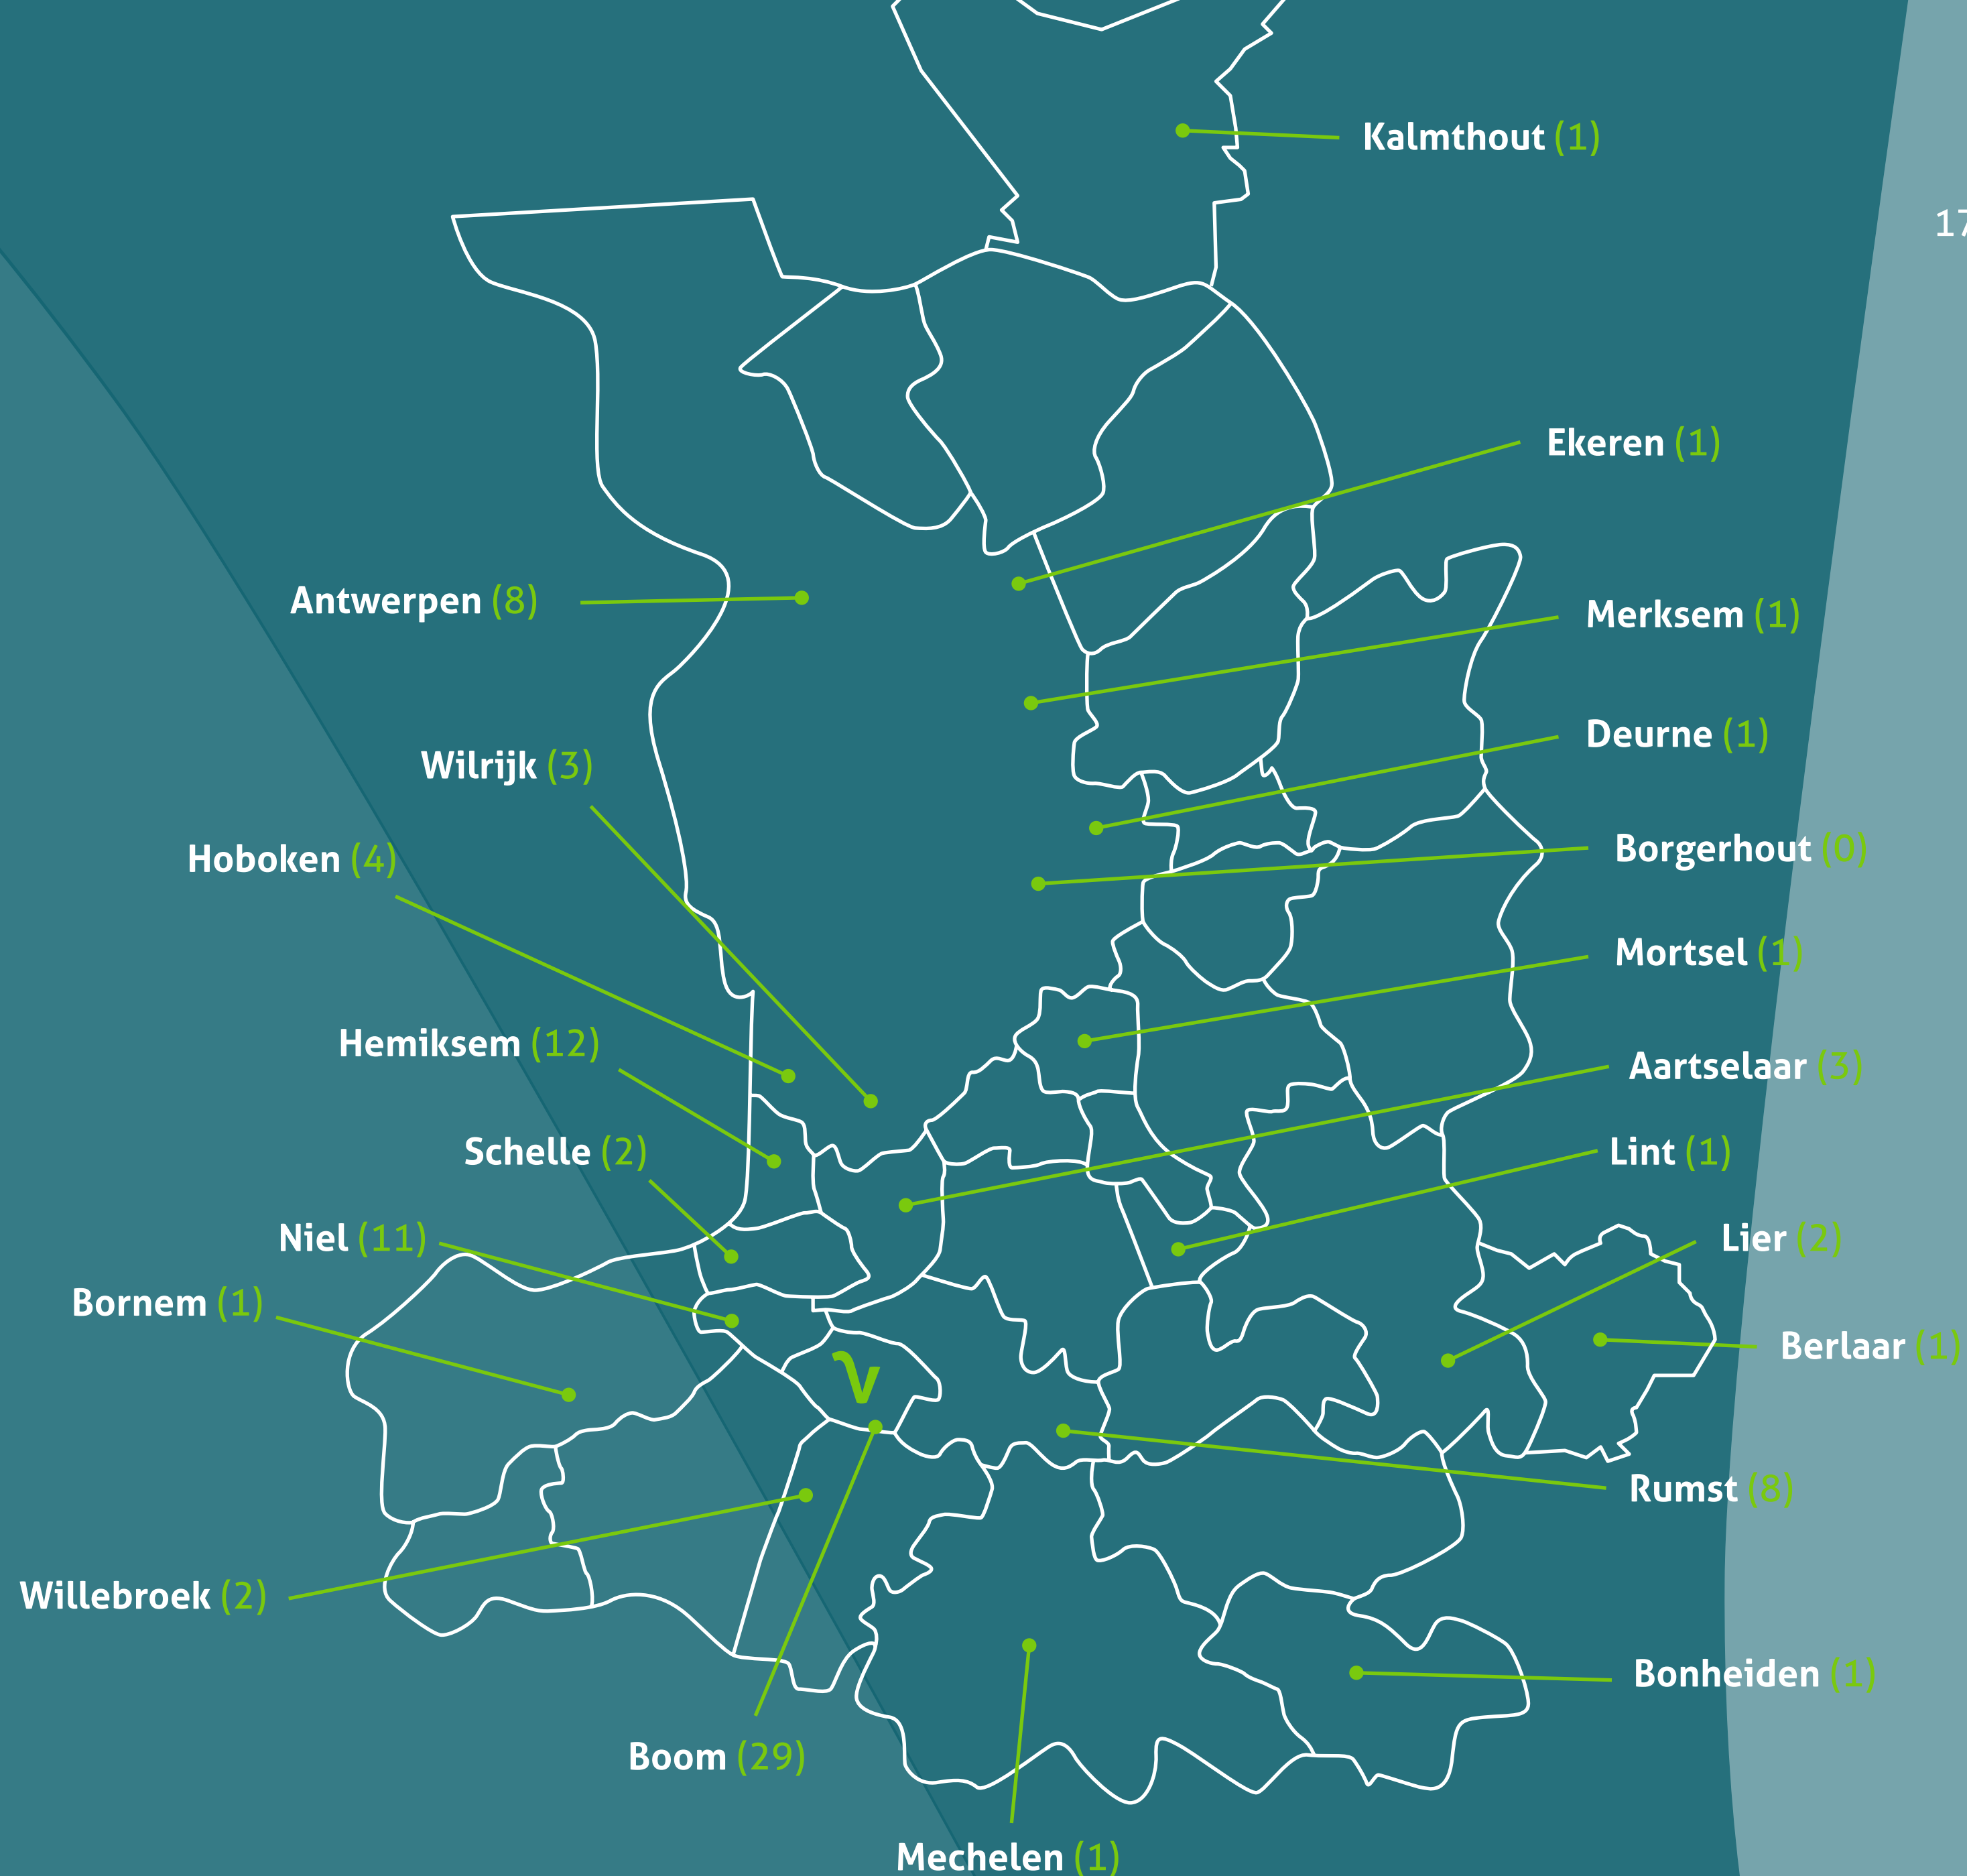 Kalmthout (1)
17
Ekeren (1)
Antwerpen (8)
Merksem (1)
Deurne (1)
Wilrijk (3)
Borgerhout (0)
Hoboken (4)
Mortsel (1)
Hemiksem (12)
Aartselaar (3)
Schelle (2)
Lint (1)
Niel (11)
Lier (2)
Bornem (1)
Berlaar (1)
V
Rumst (8)
Willebroek (2)
Bonheiden (1)
Boom (29)
Mechelen (1)